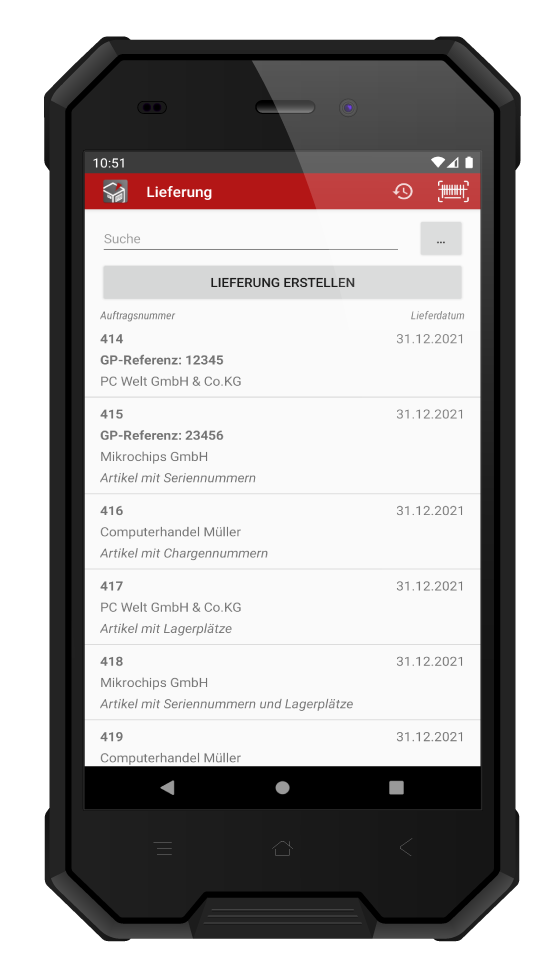 10:51
Lieferung
Suche
...
LIEFERUNG ERSTELLEN
Auftragsnummer Lieferdatum
414 31.12.2021
GP-Referenz: 12345
PC Welt GmbH & Co.KG
415 31.12.2021
GP-Referenz: 23456
Mikrochips GmbH
Artikel mit Seriennummern
416 31.12.2021
Computerhandel Müller
Artikel mit Chargennummern
417 31.12.2021
PC Welt GmbH & Co.KG
Artikel mit Lagerplätze
418 31.12.2021
Mikrochips GmbH
Artikel mit Seriennummern und Lagerplätze
419 31.12.2021
Computerhandel Müller